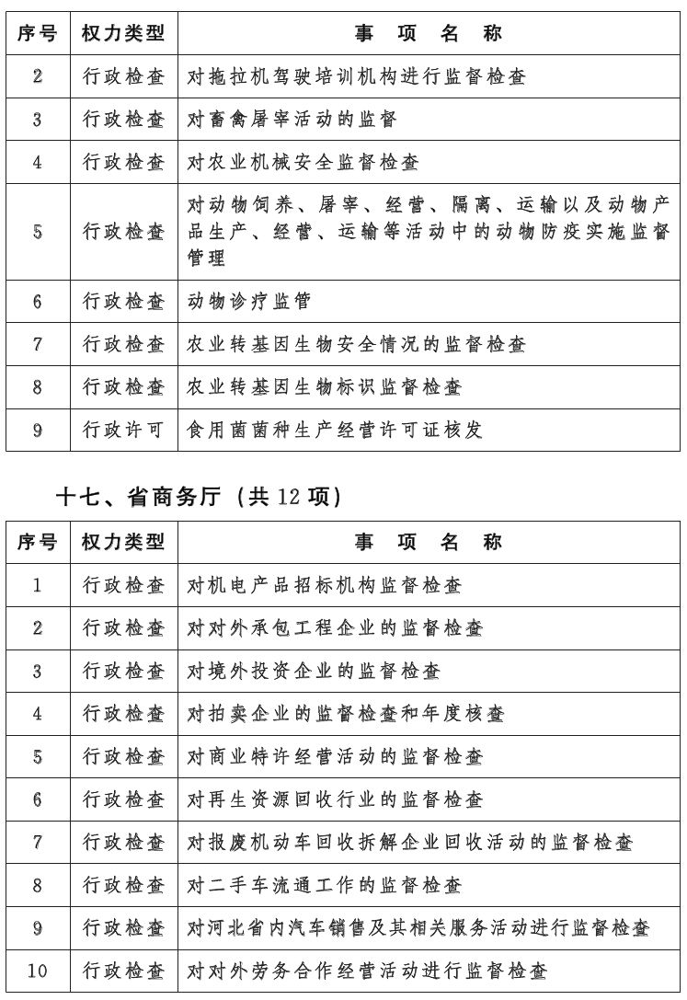 序号 权力类型 事 项 名 称
2 行政检查 对拖拉机驾驶培训机构进行监督检查
3 行政检查 对畜禽屠宰活动的监督
4 行政检查 对农业机械安全监督检查
对动物饲养、屠宰、经营、隔离、运输以及动物产
5 行政检查 品生产、经营、运输等活动中的动物防疫实施监督
管理
6 行政检查 动物诊疗监管
7 行政检查 农业转基因生物安全情况的监督检查
8 行政检查 农业转基因生物标识监督检查
9 行政许可 食用菌菌种生产经营许可证核发
十七、省商务厅（共 12 项）
序号 权力类型 事 项 名 称
1 行政检查 对机电产品招标机构监督检查
2 行政检查 对对外承包工程企业的监督检查
3 行政检查 对境外投资企业的监督检查
4 行政检查 对拍卖企业的监督检查和年度核查
5 行政检查 对商业特许经营活动的监督检查
6 行政检查 对再生资源回收行业的监督检查
7 行政检查 对报废机动车回收拆解企业回收活动的监督检查
8 行政检查 对二手车流通工作的监督检查
9 行政检查 对河北省内汽车销售及其相关服务活动进行监督检查
10 行政检查 对对外劳务合作经营活动进行监督检查